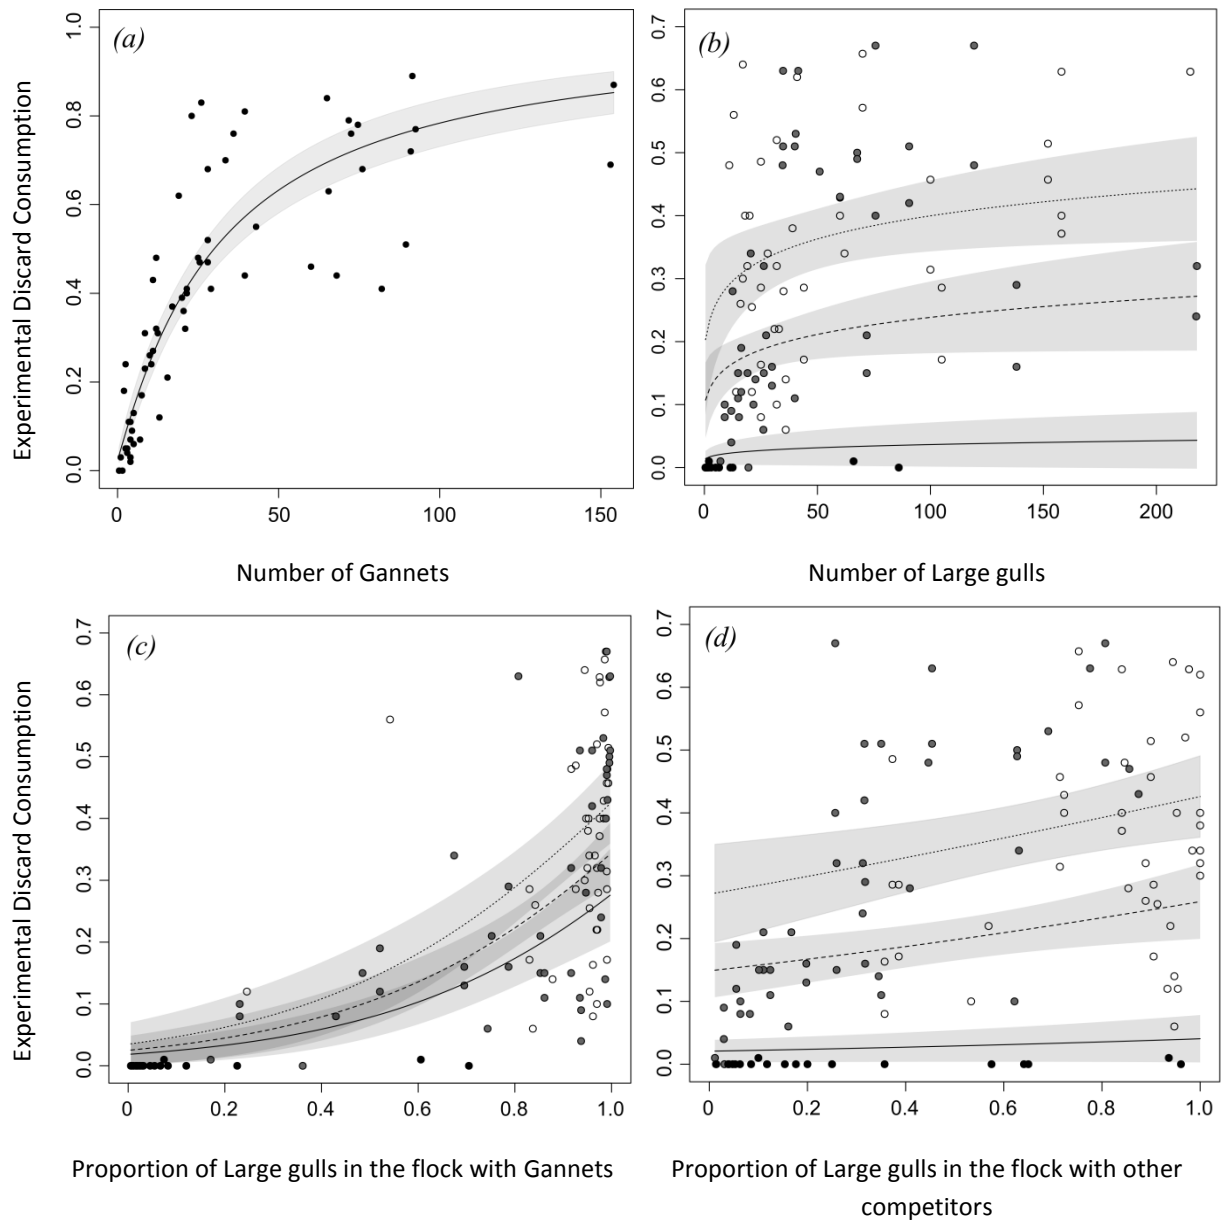 (a)
Experimental Discard Consumption
0.0 0.2 0.4 0.6 0.8 1.0
0 50 100 150
Number of Gannets
(b)
0.0 0.1 0.2 0.3 0.4 0.5 0.6 0.7
0 50 100 150 200
Number of Large gulls
(c)
Experimental Discard Consumption
0.0 0.1 0.2 0.3 0.4 0.5 0.6 0.7
0 0.2 0.4 0.6 0.8 1.0
Proportion of Large gulls in the flock with Gannets
(d)
0.0 0.1 0.2 0.3 0.4 0.5 0.6 0.7
0 0.2 0.4 0.6 0.8 1.0
Proportion of Large gulls in the flock with other
competitors